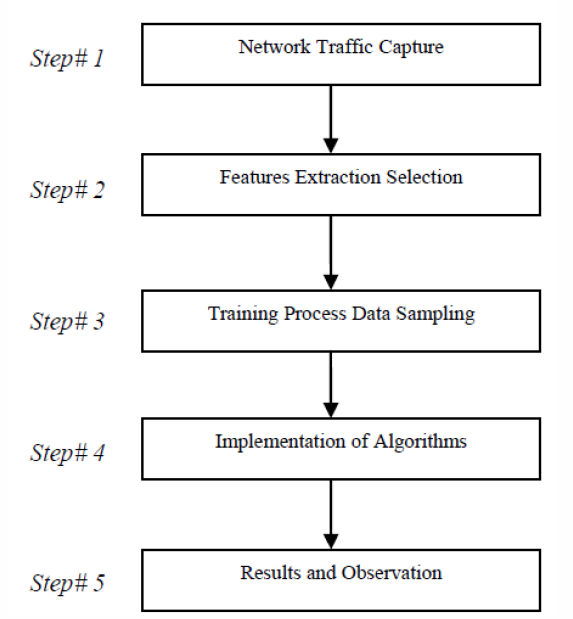 Step# 1
Network Traffic Capture
Step# 2
Features Extraction Selection
Step# 3
Training Process Data Sampling
Step# 4
Implementation of Algorithms
Step# 5
Results and Observation